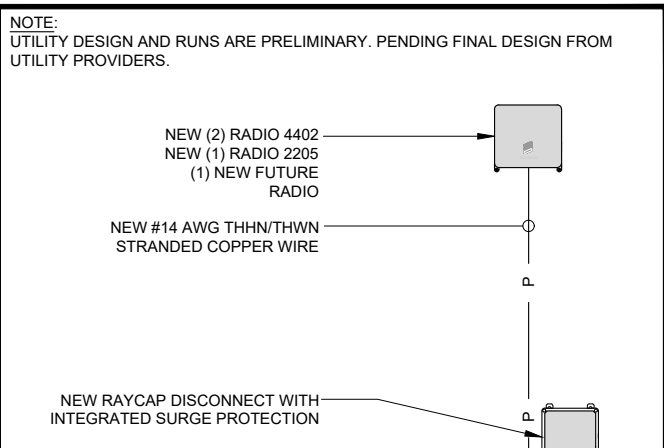 NOTE:
UTILITY DESIGN AND RUNS ARE PRELIMINARY. PENDING FINAL DESIGN FROM
UTILITY PROVIDERS.
NEW (2) RADIO 4402
NEW (1) RADIO 2205
(1) NEW FUTURE
RADIO
NEW #14 AWG THHN/THWN
STRANDED COPPER WIRE
P
NEW RAYCAP DISCONNECT WITH
INTEGRATED SURGE PROTECTION
P